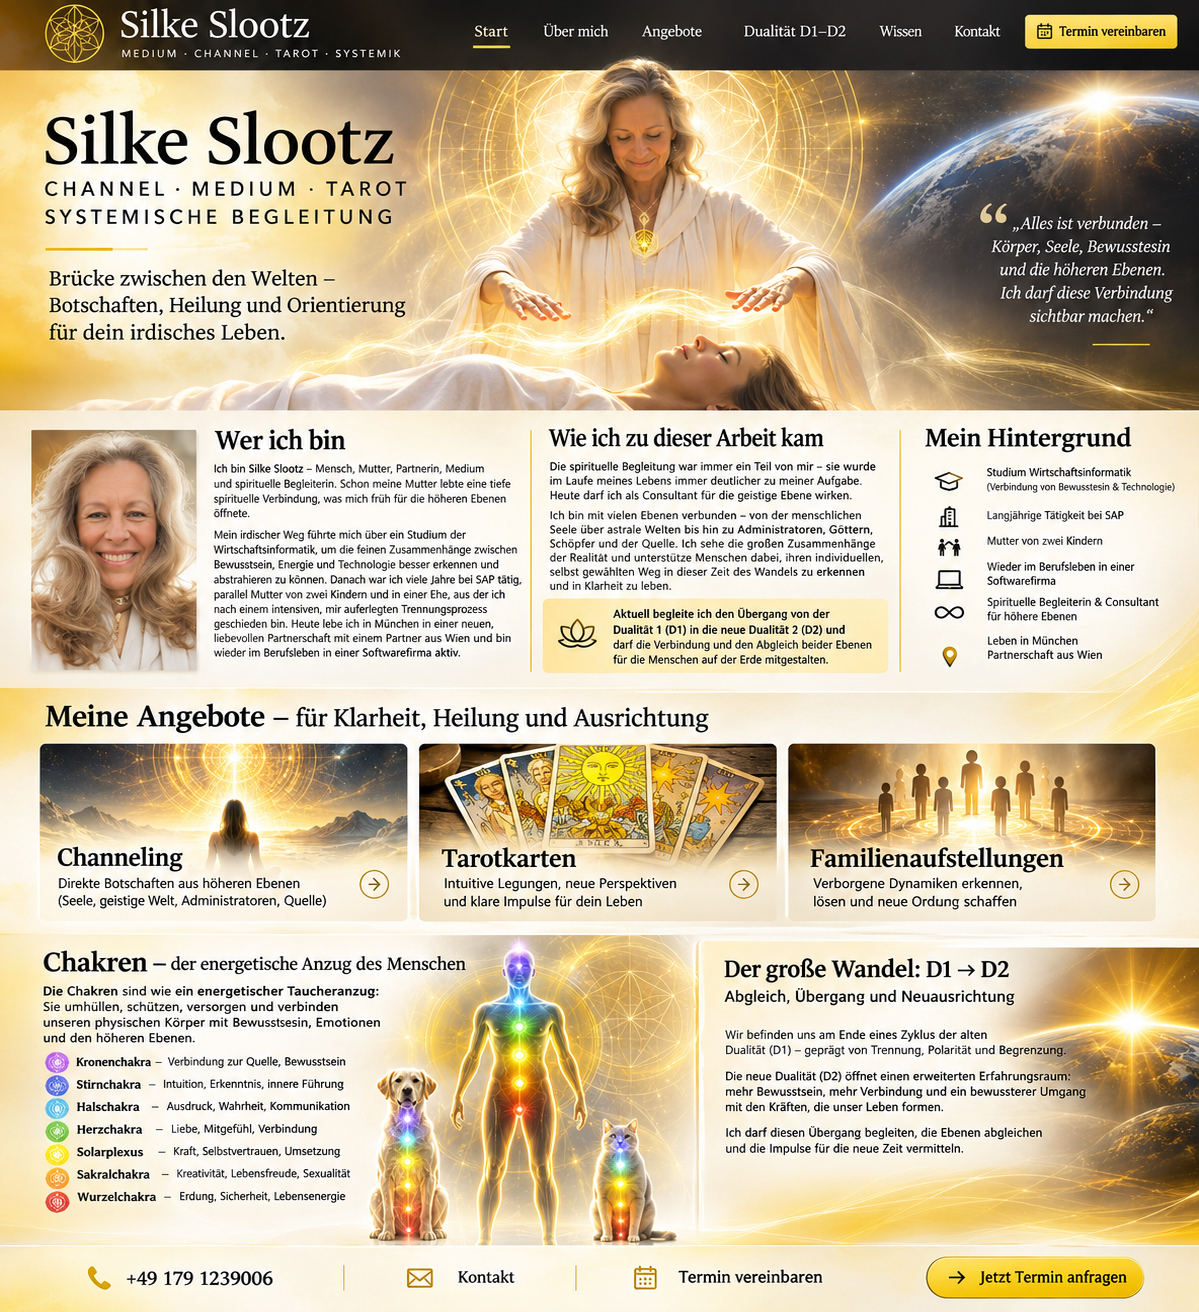 Silke Slootz
MEDIUM · CHANNEL · TAROT · SYSTEMIK
Start
Über mich
Angebote
Dualität D1–D2
Wissen
Kontakt
Termin vereinbaren
Silke Slootz
CHANNEL · MEDIUM · TAROT
SYSTEMISCHE BEGLEITUNG
Brücke zwischen den Welten –
Botschaften, Heilung und Orientierung
für dein irdisches Leben.
“ „Alles ist verbunden –
Körper, Seele, Bewusstesin
und die höheren Ebenen.
Ich darf diese Verbindung
sichtbar machen.“
Wer ich bin
Ich bin Silke Slootz – Mensch, Mutter, Partnerin, Medium
und spirituelle Begleiterin. Schon meine Mutter lebte eine tiefe
spirituelle Verbindung, was mich früh für die höheren Ebenen
öffnete.
Mein irdischer Weg führte mich über ein Studium der
Wirtschaftsinformatik, um die feinen Zusammenhänge zwischen
Bewusstsein, Energie und Technologie besser erkennen und
abstrahieren zu können. Danach war ich viele Jahre bei SAP tätig,
parallel Mutter von zwei Kindern und in einer Ehe, aus der ich
nach einem intensiven, mir auferlegten Trennungsprozess
geschieden bin. Heute lebe ich in München in einer neuen,
liebevollen Partnerschaft mit einem Partner aus Wien und bin
wieder im Berufsleben in einer Softwarefirma aktiv.
Wie ich zu dieser Arbeit kam
Die spirituelle Begleitung war immer ein Teil von mir – sie wurde
im Laufe meines Lebens immer deutlicher zu meiner Aufgabe.
Heute darf ich als Consultant für die geistige Ebene wirken.
Ich bin mit vielen Ebenen verbunden – von der menschlichen
Seele über astrale Welten bis hin zu Administratoren, Göttern,
Schöpfer und der Quelle. Ich sehe die großen Zusammenhänge
der Realität und unterstütze Menschen dabei, ihren individuellen,
selbst gewählten Weg in dieser Zeit des Wandels zu erkennen
und in Klarheit zu leben.
Aktuell begleite ich den Übergang von der
Dualität 1 (D1) in die neue Dualität 2 (D2) und
darf die Verbindung und den Abgleich beider Ebenen
für die Menschen auf der Erde mitgestalten.
Mein Hintergrund
Studium Wirtschaftsinformatik
(Verbindung von Bewusstesin & Technologie)
Langjährige Tätigkeit bei SAP
Mutter von zwei Kindern
Wieder im Berufsleben in einer
Softwarefirma
Spirituelle Begleiterin & Consultant
für höhere Ebenen
Leben in München
Partnerschaft aus Wien
Meine Angebote – für Klarheit, Heilung und Ausrichtung
Channeling
Direkte Botschaften aus höheren Ebenen
(Seele, geistige Welt, Administratoren, Quelle)
Tarotkarten
Intuitive Legungen, neue Perspektiven
und klare Impulse für dein Leben
Familienaufstellungen
Verborgene Dynamiken erkennen,
lösen und neue Ordung schaffen
Chakren – der energetische Anzug des Menschen
Die Chakren sind wie ein energetischer Taucheranzug:
Sie umhüllen, schützen, versorgen und verbinden
unseren physischen Körper mit Bewusstsesin, Emotionen
und den höheren Ebenen.
Kronenchakra – Verbindung zur Quelle, Bewusstsein
Stirnchakra – Intuition, Erkenntnis, innere Führung
Halschakra – Ausdruck, Wahrheit, Kommunikation
Herzchakra – Liebe, Mitgefühl, Verbindung
Solarplexus – Kraft, Selbstvertrauen, Umsetzung
Sakralchakra – Kreativität, Lebensfreude, Sexualität
Wurzelchakra – Erdung, Sicherheit, Lebensenergie
Der große Wandel: D1 → D2
Abgleich, Übergang und Neuausrichtung
Wir befinden uns am Ende eines Zyklus der alten
Dualität (D1) – geprägt von Trennung, Polarität und Begrenzung.
Die neue Dualität (D2) öffnet einen erweiterten Erfahrungsraum:
mehr Bewusstsein, mehr Verbindung und ein bewussterer Umgang
mit den Kräften, die unser Leben formen.
Ich darf diesen Übergang begleiten, die Ebenen abgleichen
und die Impulse für die neue Zeit vermitteln.
+49 179 1239006
Kontakt
Termin vereinbaren
→ Jetzt Termin anfragen